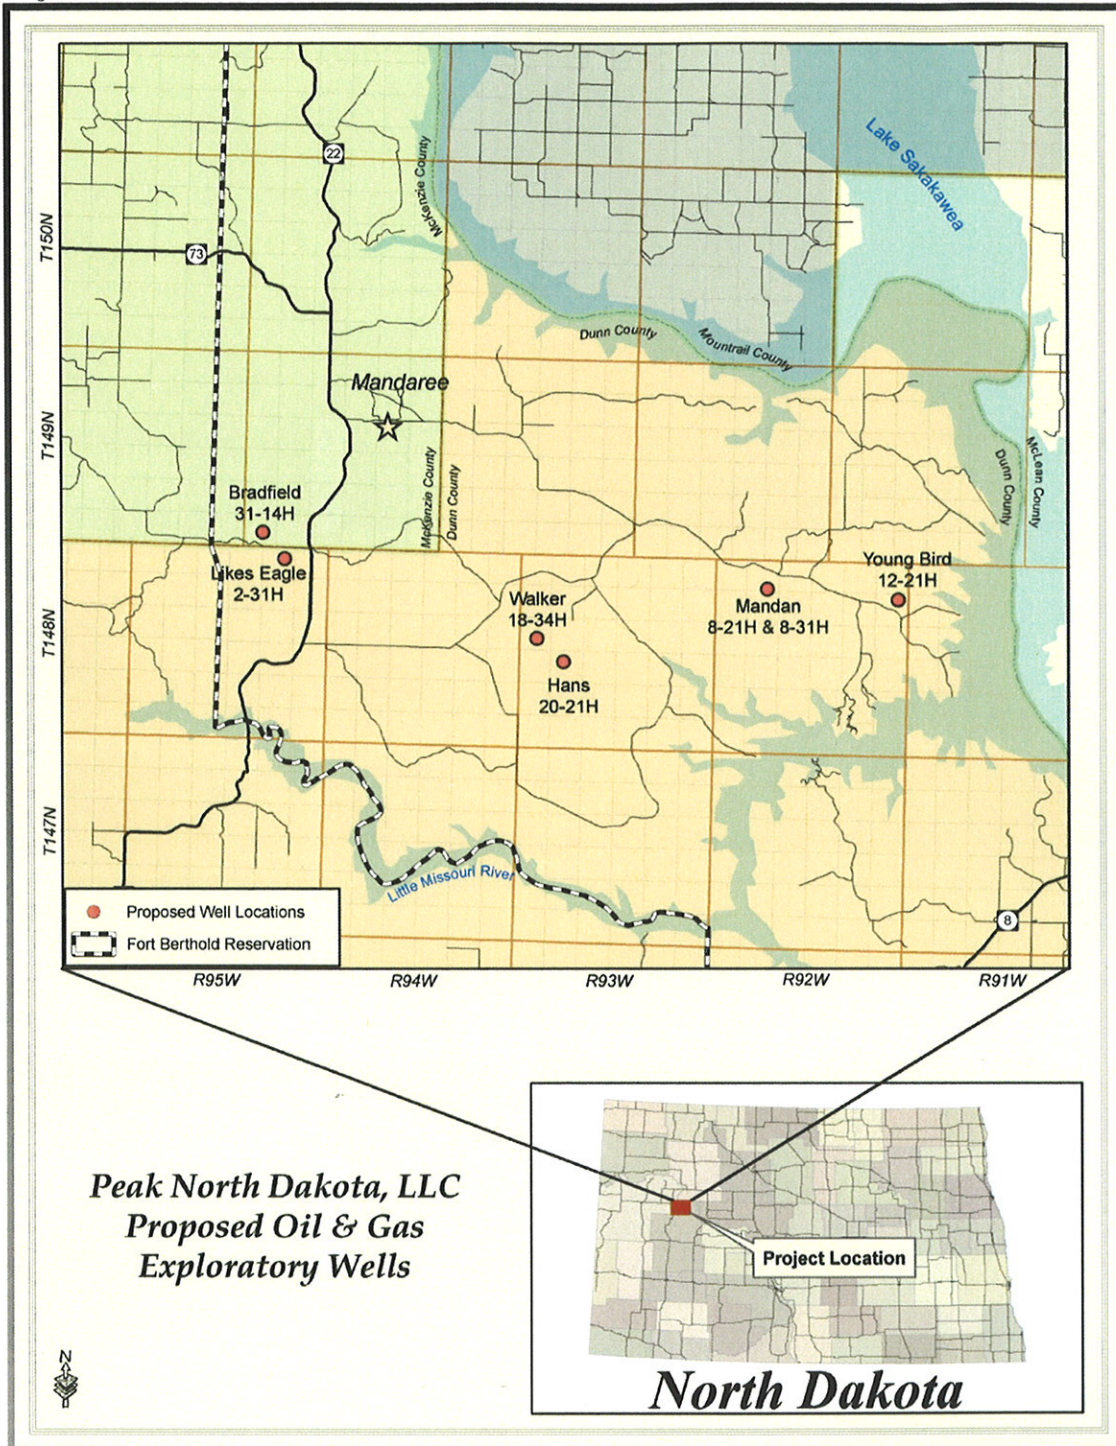 22
McKenzie County
Lake Sakakawea
T150N
73
Dunn County
Mountrail County
Mandaree
T149N
McKenzie County
Dunn County
Dunn County
McLean County
Bradfield
31-14H
Likes Eagle
2-31H
Young Bird
12-21H
Walker
18-34H
Mandan
8-21H & 8-31H
T148N
Hans
20-21H
T147N
Little Missouri River
Proposed Well Locations
8
Fort Berthold Reservation
R95W
R94W
R93W
R92W
R91W
Peak North Dakota, LLC
Proposed Oil & Gas
Exploratory Wells
Project Location
N
North Dakota